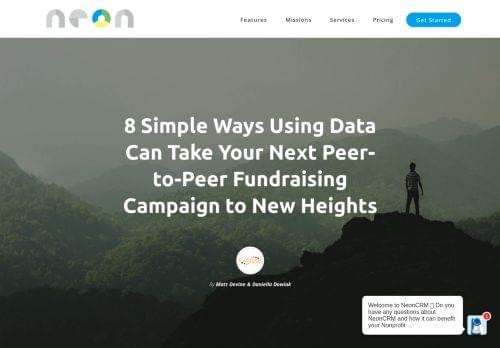 neon
Features Missions Services Pricing Get Started
8 Simple Ways Using Data
Can Take Your Next Peer-
to-Peer Fundraising
Campaign to New Heights
By Matt Devine & Daniella Dowiak
Welcome to NeonCRM Do you
have any questions about
NeonCRM and how it can benefit
your Nonprofit ...
1